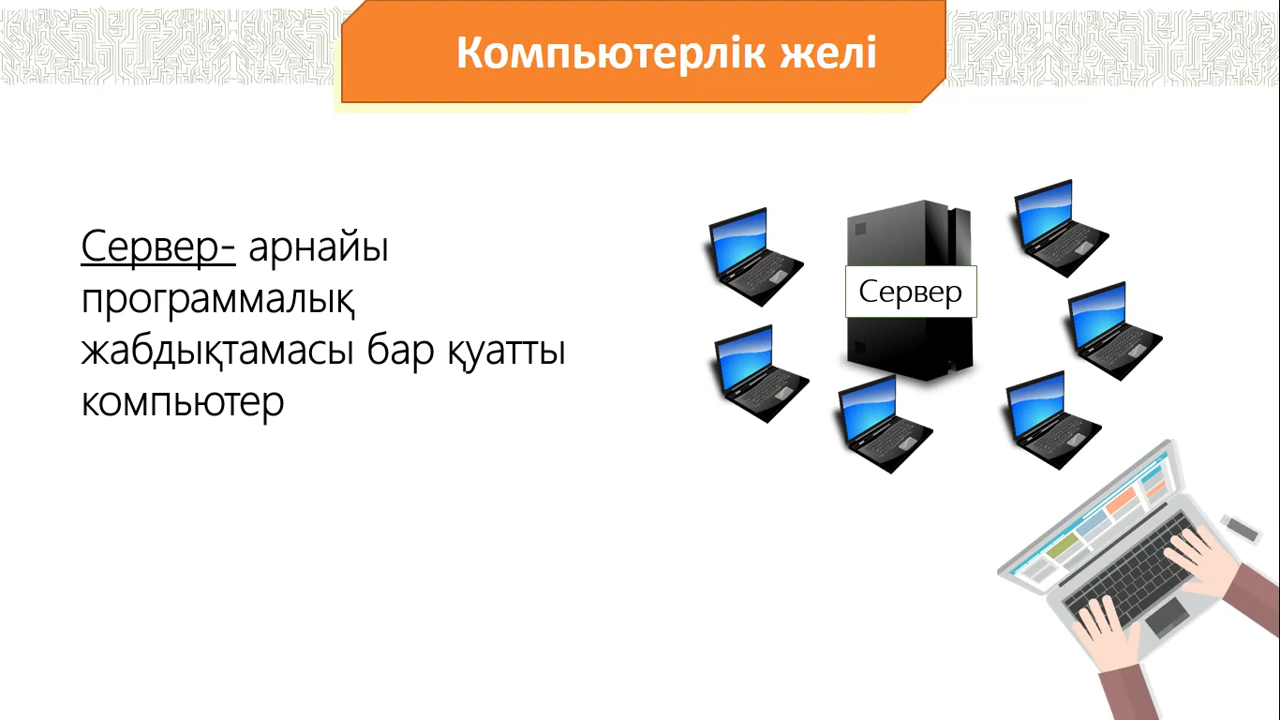 Компьютерлік желі
Сервер- арнайы
программалық
жабдықтамасы бар қуатты
компьютер
Сервер